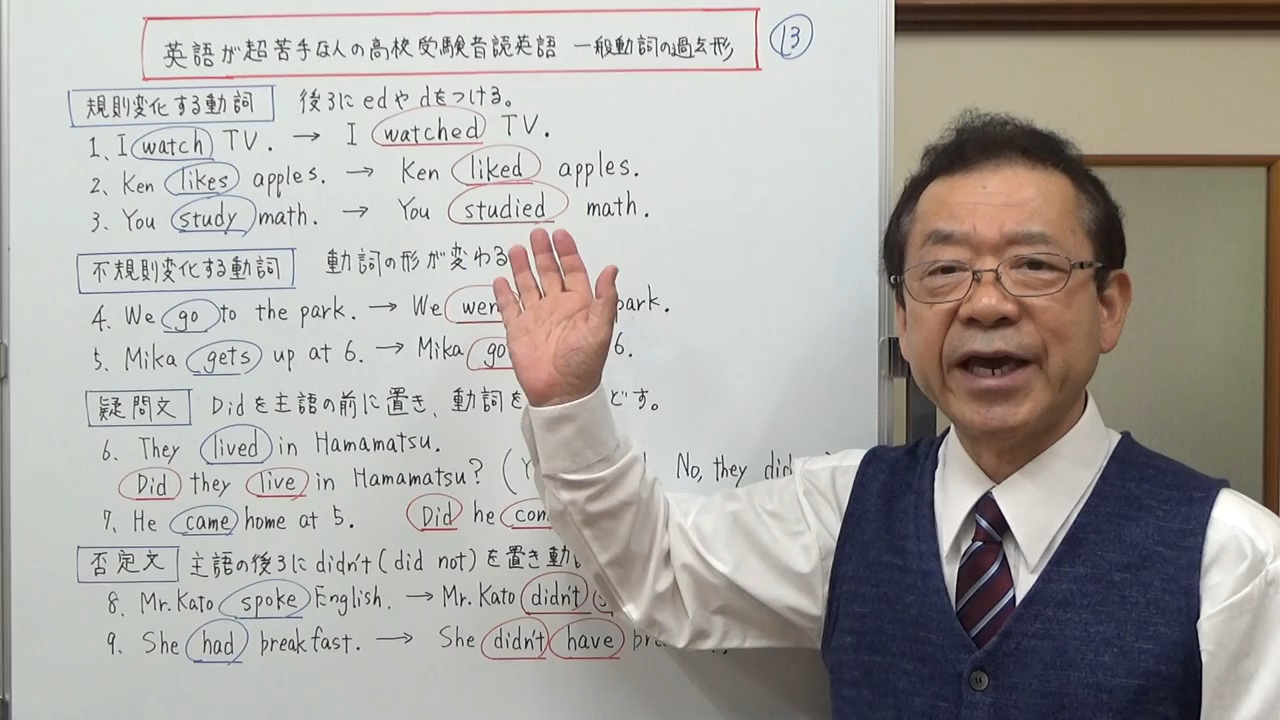 英語が超苦手な人の高校受験音読英語 一般動詞の過去形 13
規則変化する動詞 後ろに edや dをつける。
1、I watch TV. → I watched TV.
2、Ken likes apples. → Ken liked apples.
3、You study math. → You studied math.
不規則変化する動詞 動詞の形が変わる
4、We go to the park. → We wen park.
5、Mika gets up at 6. → Mika go 6.
疑問文 Didを主語の前に置き、動詞を どす。
6、They lived in Hamamatsu.
Did they live in Hamamatsu? (Y No, they did
7、He came home at 5. Did he com
否定文 主語の後ろに didn't (did not) を置き動
8、Mr. Kato spoke English. → Mr. Kato didn't s
9、She had breakfast. → She didn't have bre